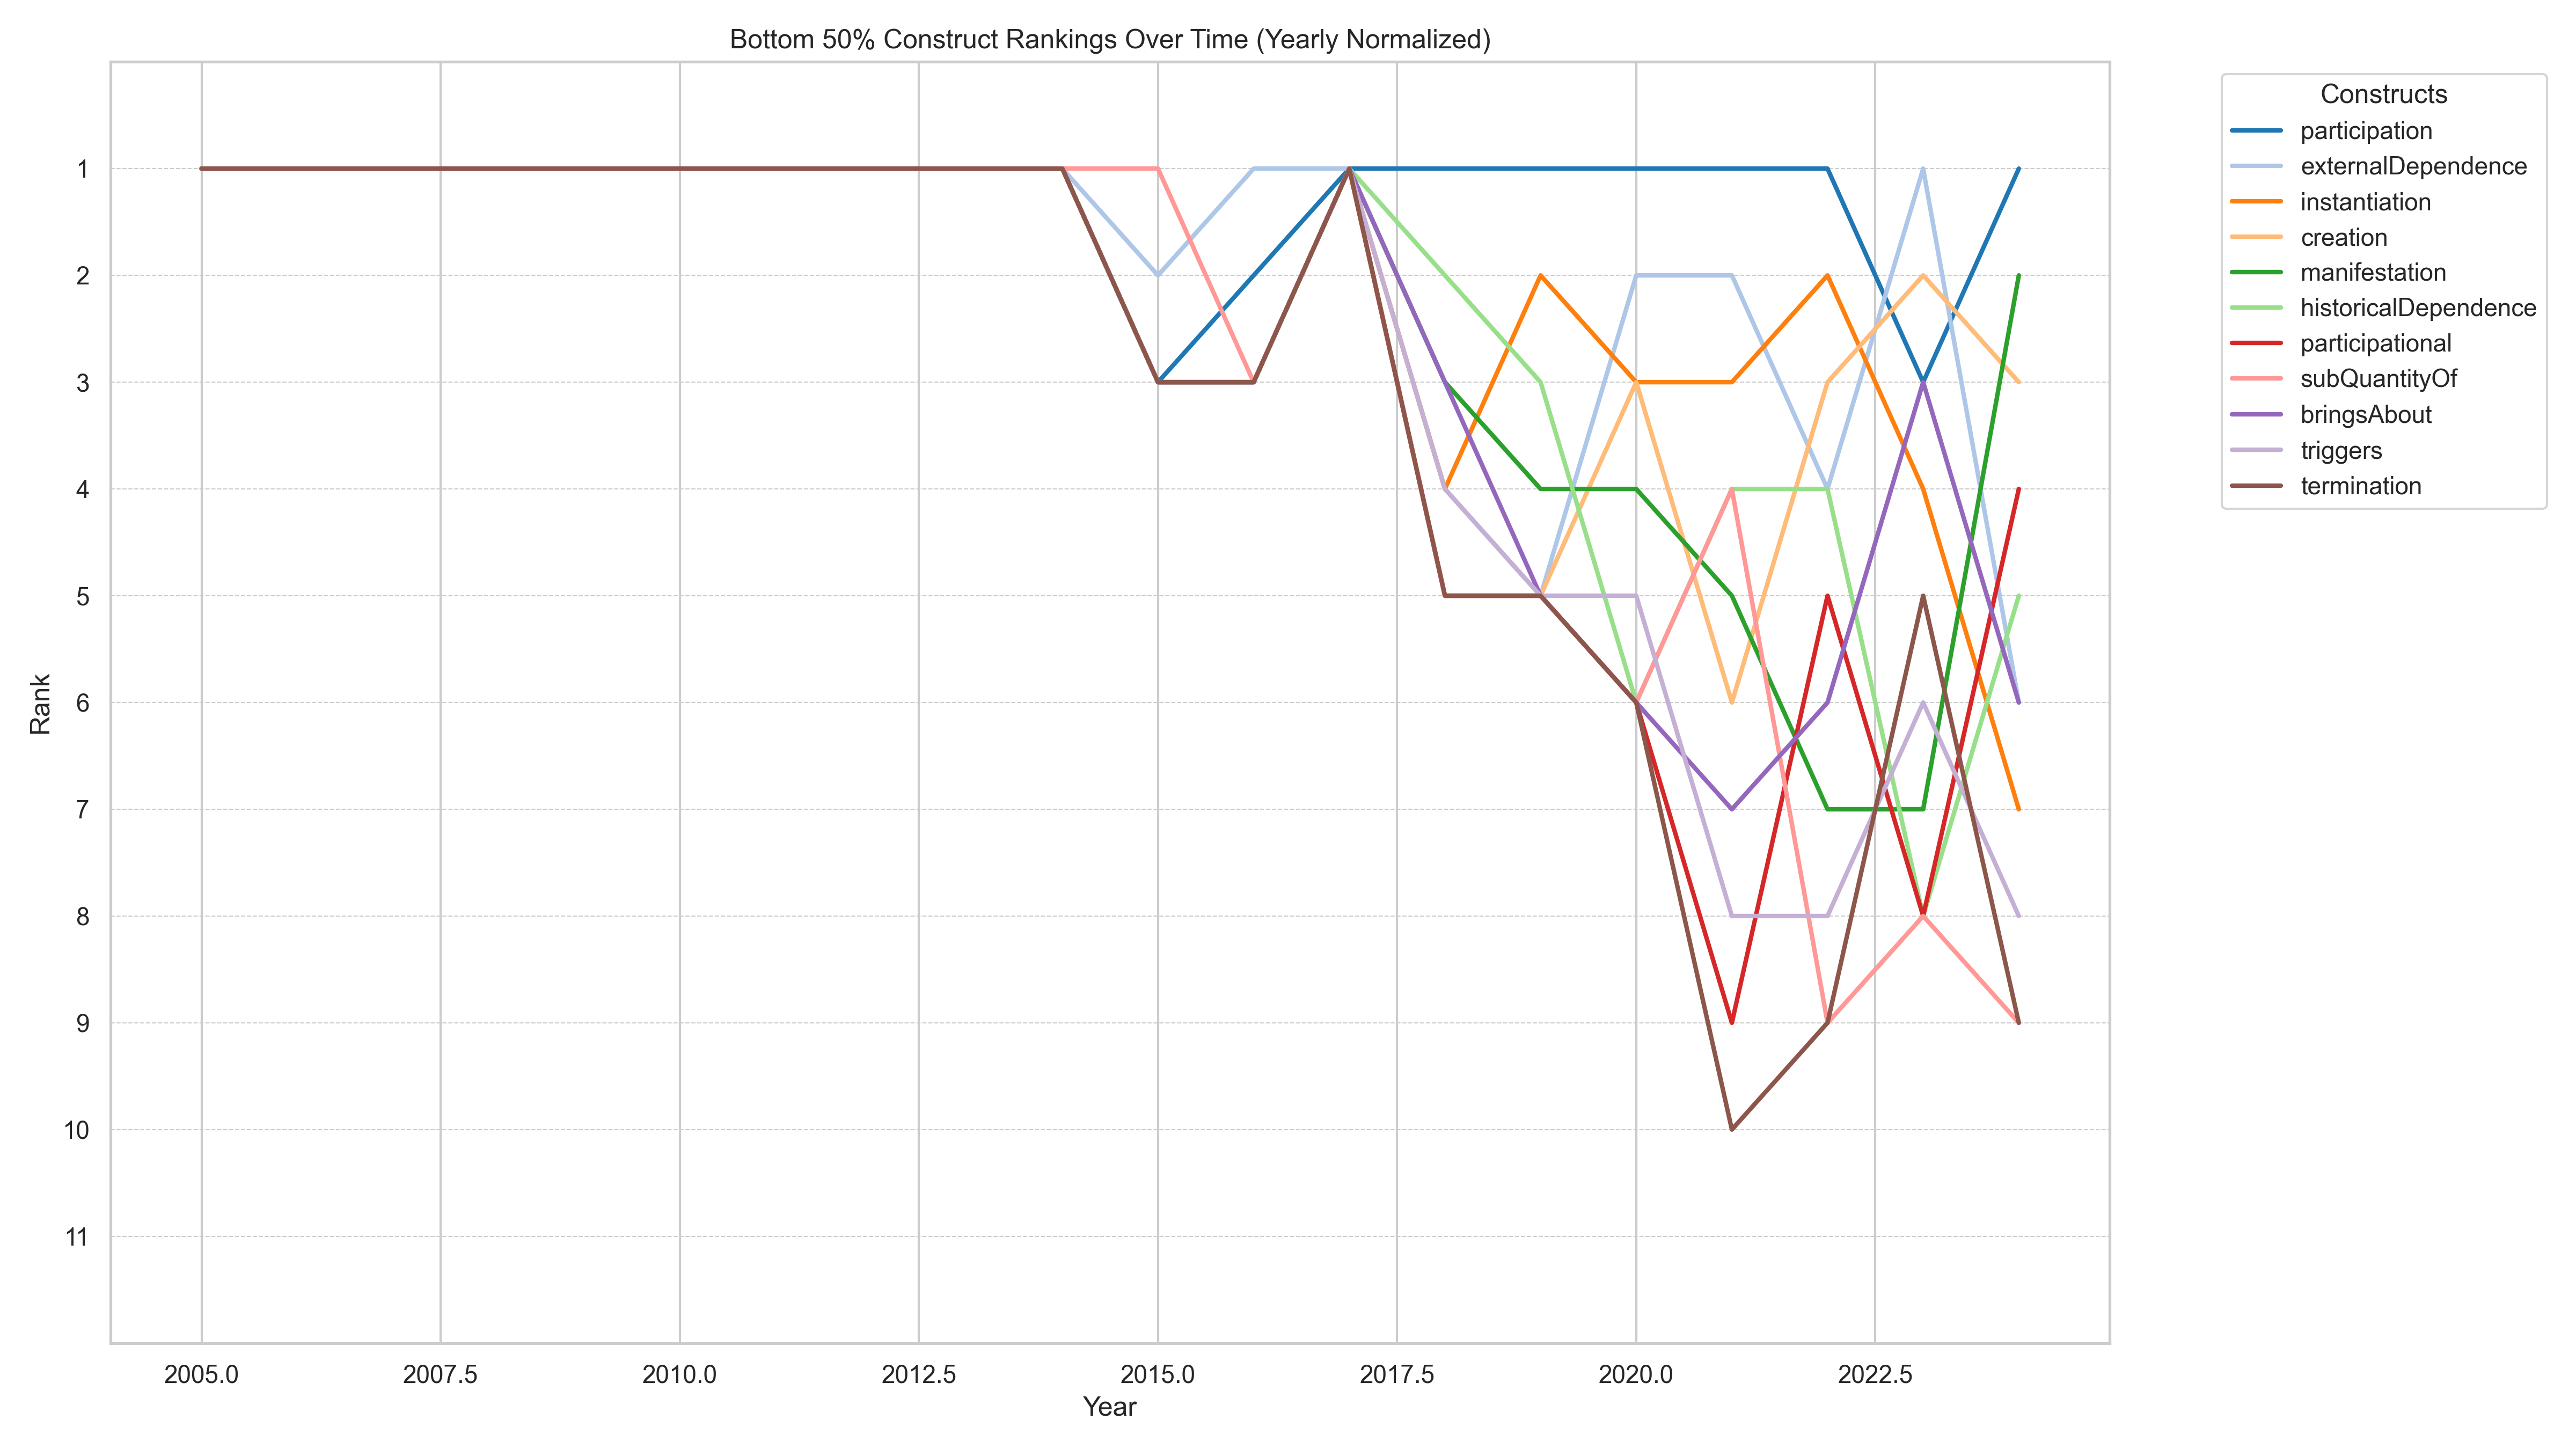 Bottom 50% Construct Rankings Over Time (Yearly Normalized)
Constructs
participation
externalDependence
instantiation
creation
manifestation
historicalDependence
participational
subQuantityOf
bringsAbout
triggers
termination
Rank
1
2
3
4
5
6
7
8
9
10
11
2005.0 2007.5 2010.0 2012.5 2015.0 2017.5 2020.0 2022.5
Year